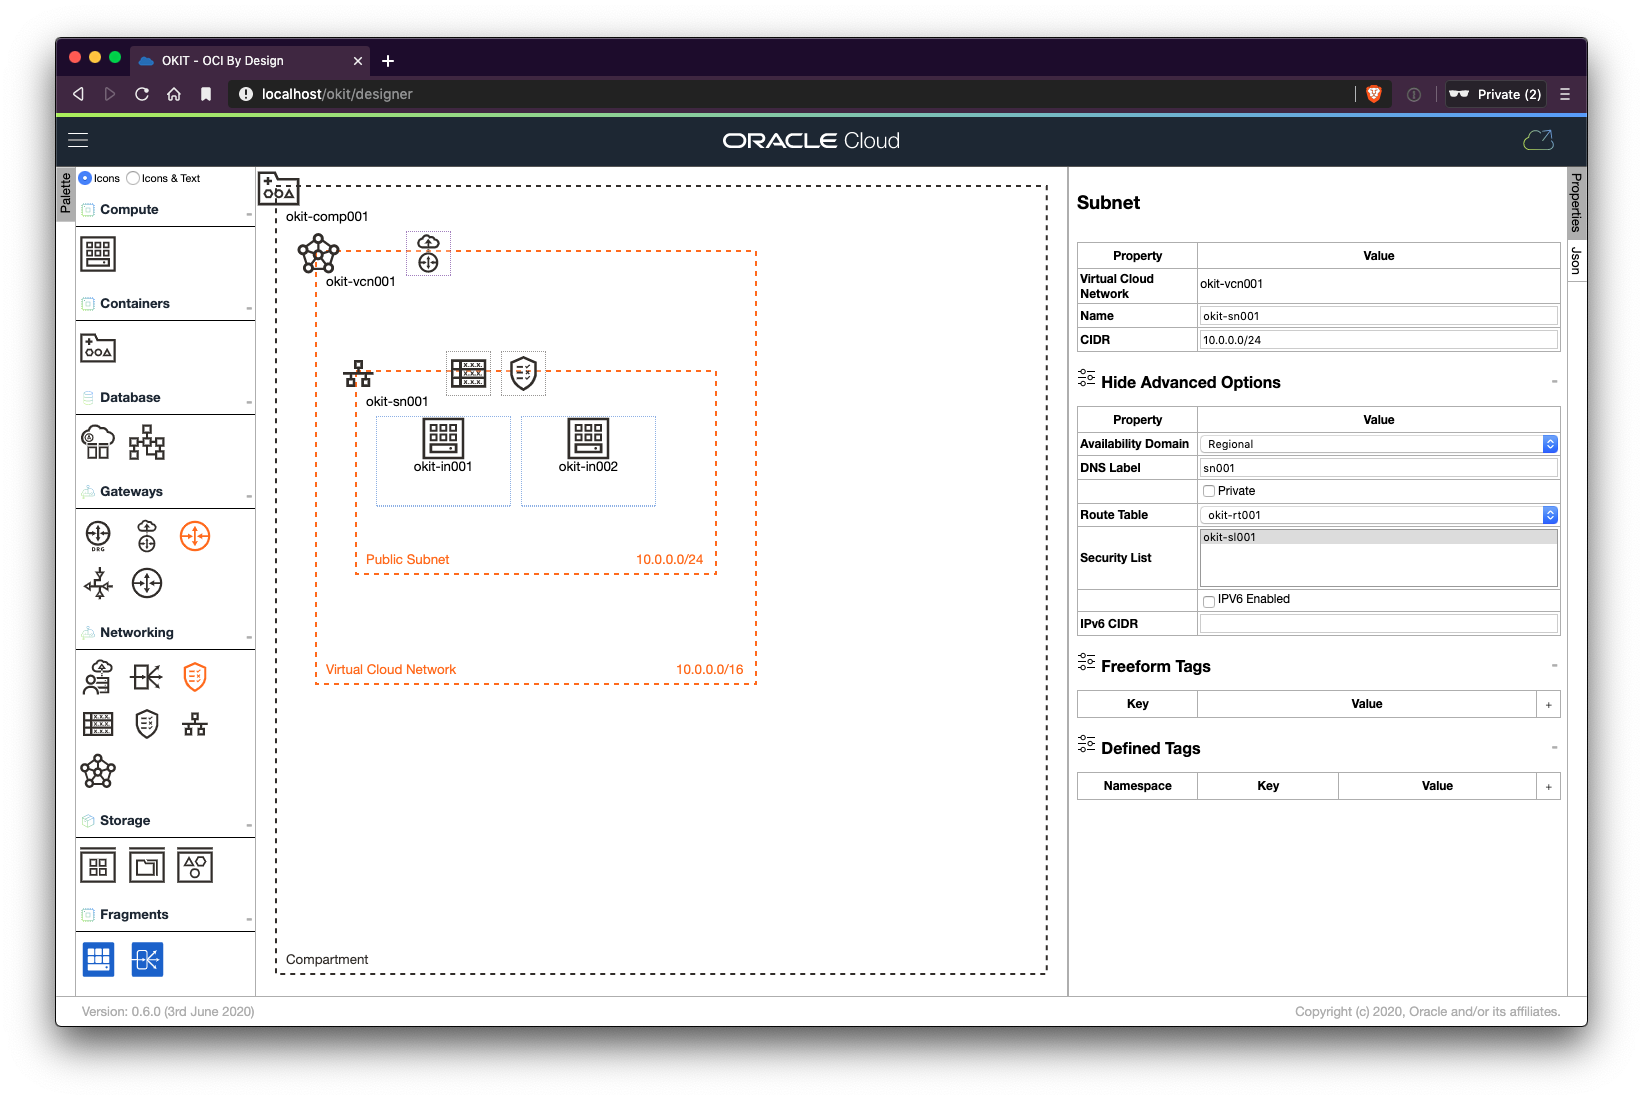 OKIT - OCI By Design
localhost/okit/designer
Private (2)
ORACLE Cloud
Palette
Icons
Icons & Text
Compute
Containers
Database
Gateways
DRG
Networking
x.x.x.
x.x.x.
Storage
Fragments
okit-comp001
okit-vcn001
okit-sn001
x.x.x.
x.x.x.
okit-in001
okit-in002
Public Subnet
10.0.0.0/24
Virtual Cloud Network
10.0.0.0/16
Compartment
Subnet
Property
Value
Virtual Cloud Network
okit-vcn001
Name
okit-sn001
CIDR
10.0.0.0/24
Hide Advanced Options
Property
Value
Availability Domain
Regional
DNS Label
sn001
Private
Route Table
okit-rt001
Security List
okit-sl001
IPV6 Enabled
IPv6 CIDR
Freeform Tags
Key
Value
+
Defined Tags
Namespace
Key
Value
+
Properties
Json
Version: 0.6.0 (3rd June 2020)
Copyright (c) 2020, Oracle and/or its affiliates.